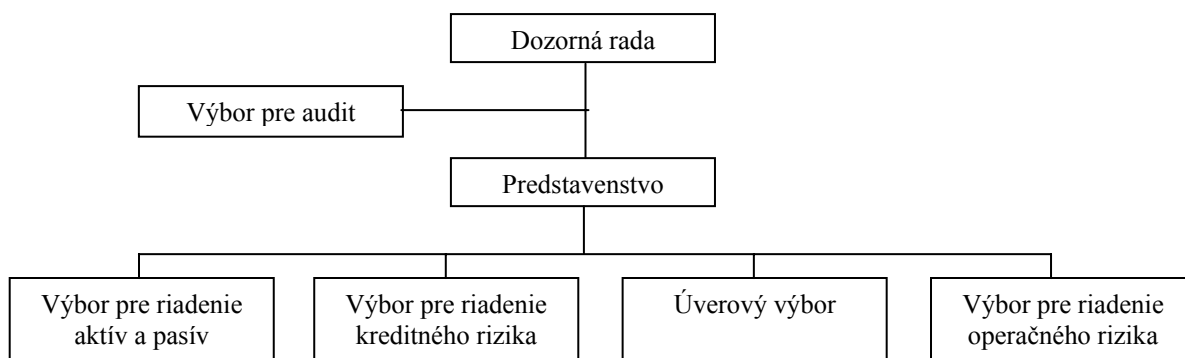 Dozorná rada
Výbor pre audit
Predstavenstvo
Výbor pre riadenie
aktív a pasív
Výbor pre riadenie
kreditného rizika
Úverový výbor
Výbor pre riadenie
operačného rizika